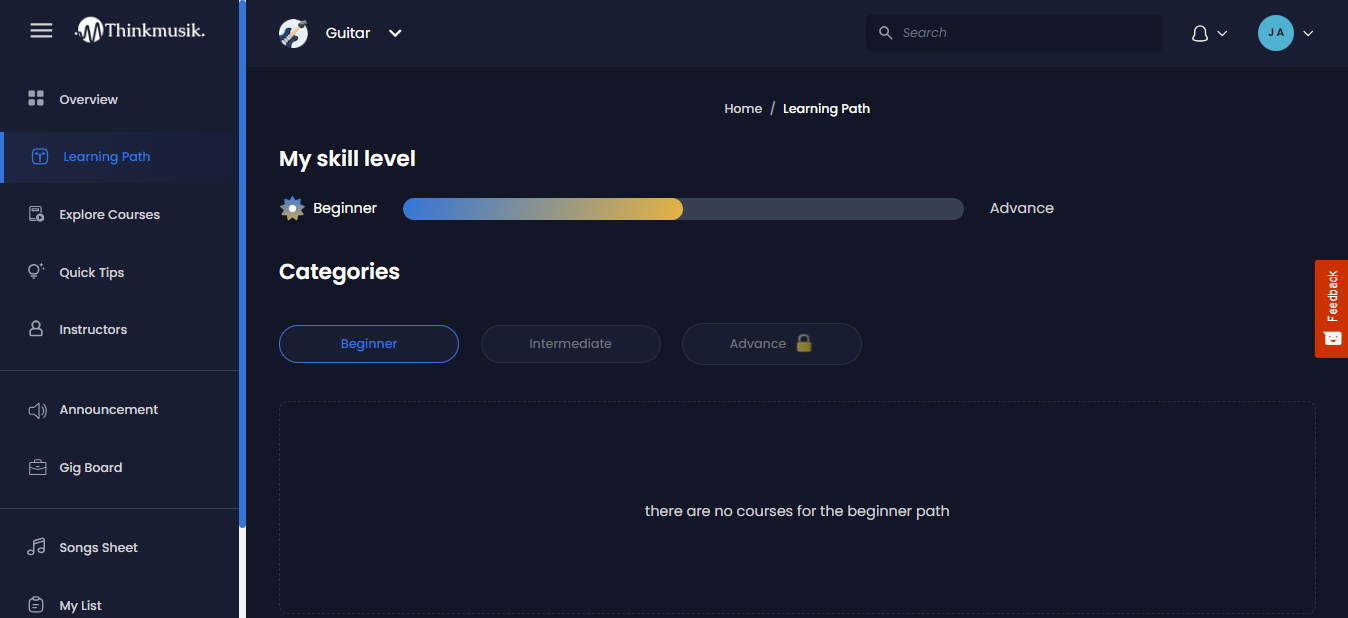 Thinkmusik.
Guitar
Search
J A
Overview
Learning Path
Explore Courses
Quick Tips
Instructors
Announcement
Gig Board
Songs Sheet
My List
Home / Learning Path
My skill level
Beginner
Advance
Categories
Beginner
Intermediate
Advance
there are no courses for the beginner path
Feedback